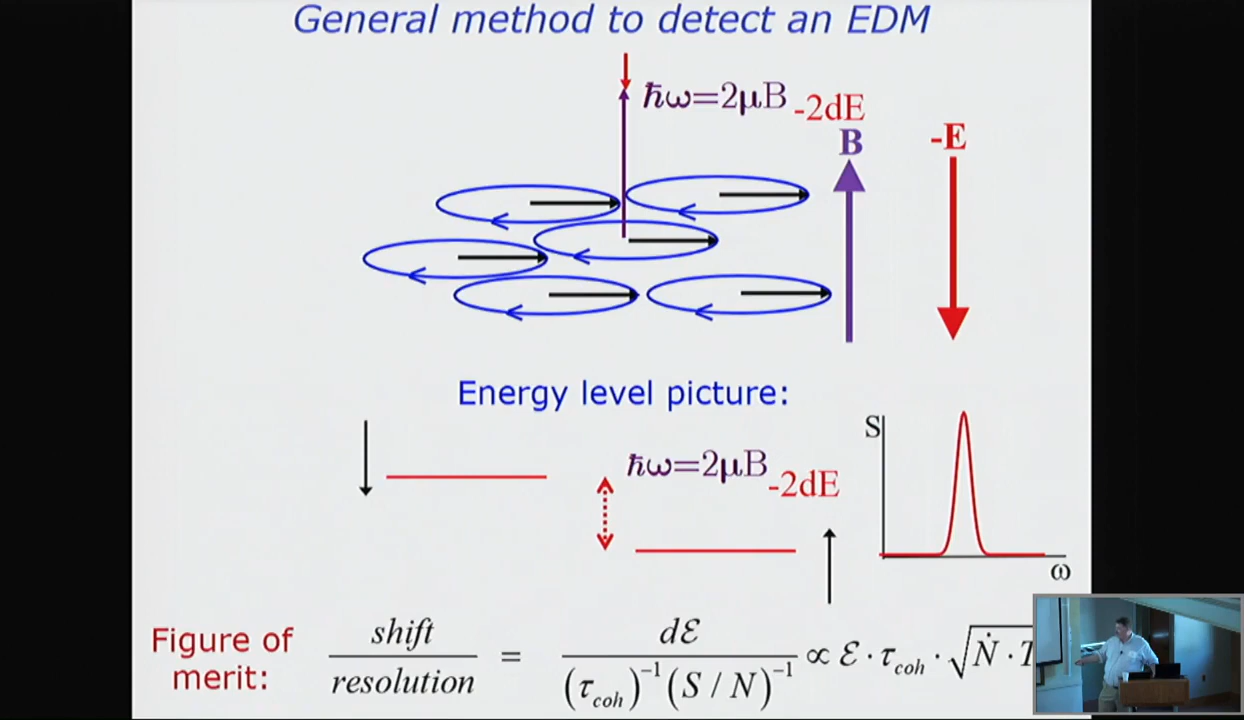 General method to detect an EDM
ħω=2μB -2dE
B
-E
Energy level picture:
ħω=2μB -2dE
S
ω
Figure of merit:
shift / resolution = dℰ / (τ_coh)^-1 (S / N)^-1 ∝ ℰ · τ_coh · √Ṅ · T